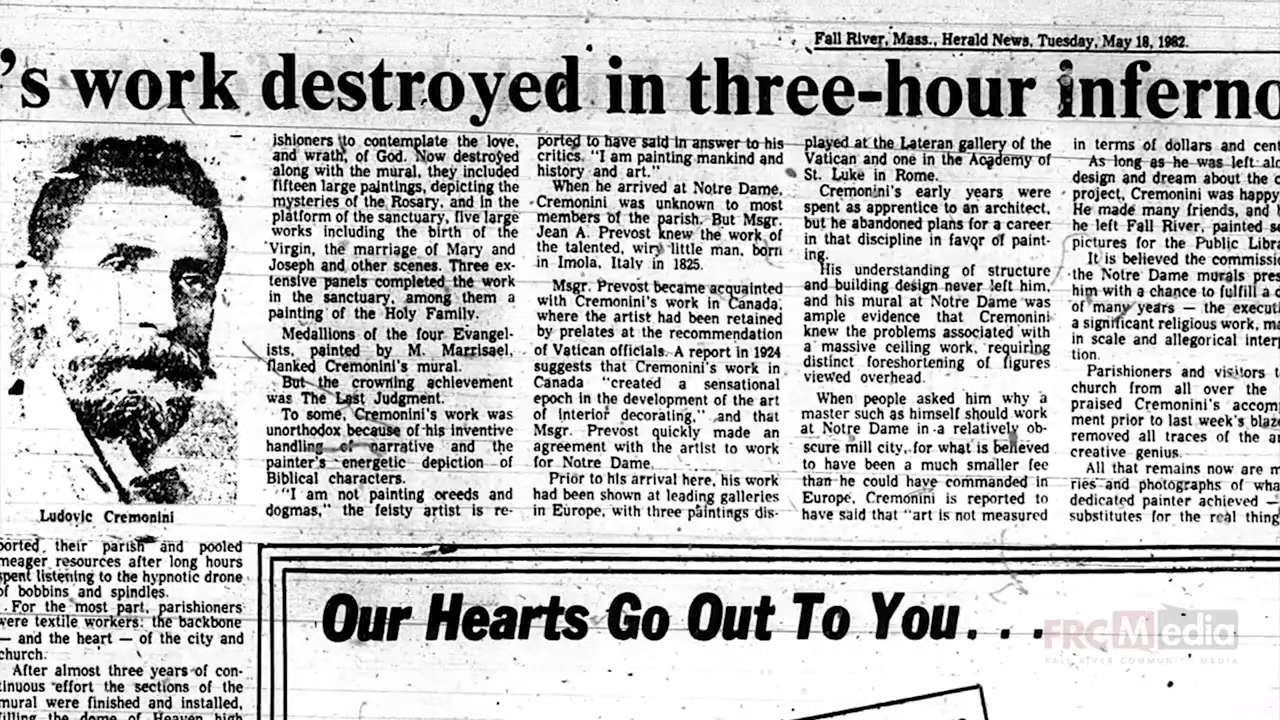 Fall River, Mass., Herald News, Tuesday, May 18, 1982.
's work destroyed in three-hour inferno
Ludovic Cremonini
ported their parish and pooled
meager resources after long hours
spent listening to the hypnotic drone
of bobbins and spindles.
For the most part, parishioners
were textile workers: the backbone
— and the heart — of the city and
church.
After almost three years of con-
tinuous effort the sections of the
mural were finished and installed,
filling the dome of Heaven high
ishioners to contemplate the love,
and wrath, of God. Now destroyed
along with the mural, they included
fifteen large paintings, depicting the
mysteries of the Rosary, and in the
platform of the sanctuary, five large
works including the birth of the
Virgin, the marriage of Mary and
Joseph and other scenes. Three ex-
tensive panels completed the work
in the sanctuary, among them a
painting of the Holy Family.
Medallions of the four Evangel-
ists, painted by M. Marrisael,
flanked Cremonini's mural.
But the crowning achievement
was The Last Judgment.
To some, Cremonini's work was
unorthodox because of his inventive
handling of narrative and the
painter's energetic depiction of
Biblical characters.
"I am not painting creeds and
dogmas," the feisty artist is re-
ported to have said in answer to his
critics. "I am painting mankind and
history and art."
When he arrived at Notre Dame,
Cremonini was unknown to most
members of the parish. But Msgr.
Jean A. Prevost knew the work of
the talented, wiry little man, born
in Imola, Italy in 1825.
Msgr. Prevost became acquainted
with Cremonini's work in Canada,
where the artist had been retained
by prelates at the recommendation
of Vatican officials. A report in 1924
suggests that Cremonini's work in
Canada "created a sensational
epoch in the development of the art
of interior decorating," and that
Msgr. Prevost quickly made an
agreement with the artist to work
for Notre Dame.
Prior to his arrival here, his work
had been shown at leading galleries
in Europe, with three paintings dis-
played at the Lateran gallery of the
Vatican and one in the Academy of
St. Luke in Rome.
Cremonini's early years were
spent as apprentice to an architect,
but he abandoned plans for a career
in that discipline in favor of paint-
ing.
His understanding of structure
and building design never left him,
and his mural at Notre Dame was
ample evidence that Cremonini
knew the problems associated with
a massive ceiling work, requiring
distinct foreshortening of figures
viewed overhead.
When people asked him why a
master such as himself should work
at Notre Dame in a relatively ob-
scure mill city, for what is believed
to have been a much smaller fee
than he could have commanded in
Europe, Cremonini is reported to
have said that "art is not measured
in terms of dollars and cent
As long as he was left alo
design and dream about the c
project, Cremonini was happy
He made many friends, and
he left Fall River, painted s
pictures for the Public Libra
It is believed the commissio
the Notre Dame murals pres
him with a chance to fulfill a d
of many years — the execut
a significant religious work, ma
in scale and allegorical interp
tion.
Parishioners and visitors t
church from all over the
praised Cremonini's accomp
ment prior to last week's blaze
removed all traces of the a
creative genius.
All that remains now are m
ries and photographs of wha
dedicated painter achieved —
substitutes for the real thing
Our Hearts Go Out To You. . .
FRCMedia
FALL RIVER COMMUNITY MEDIA